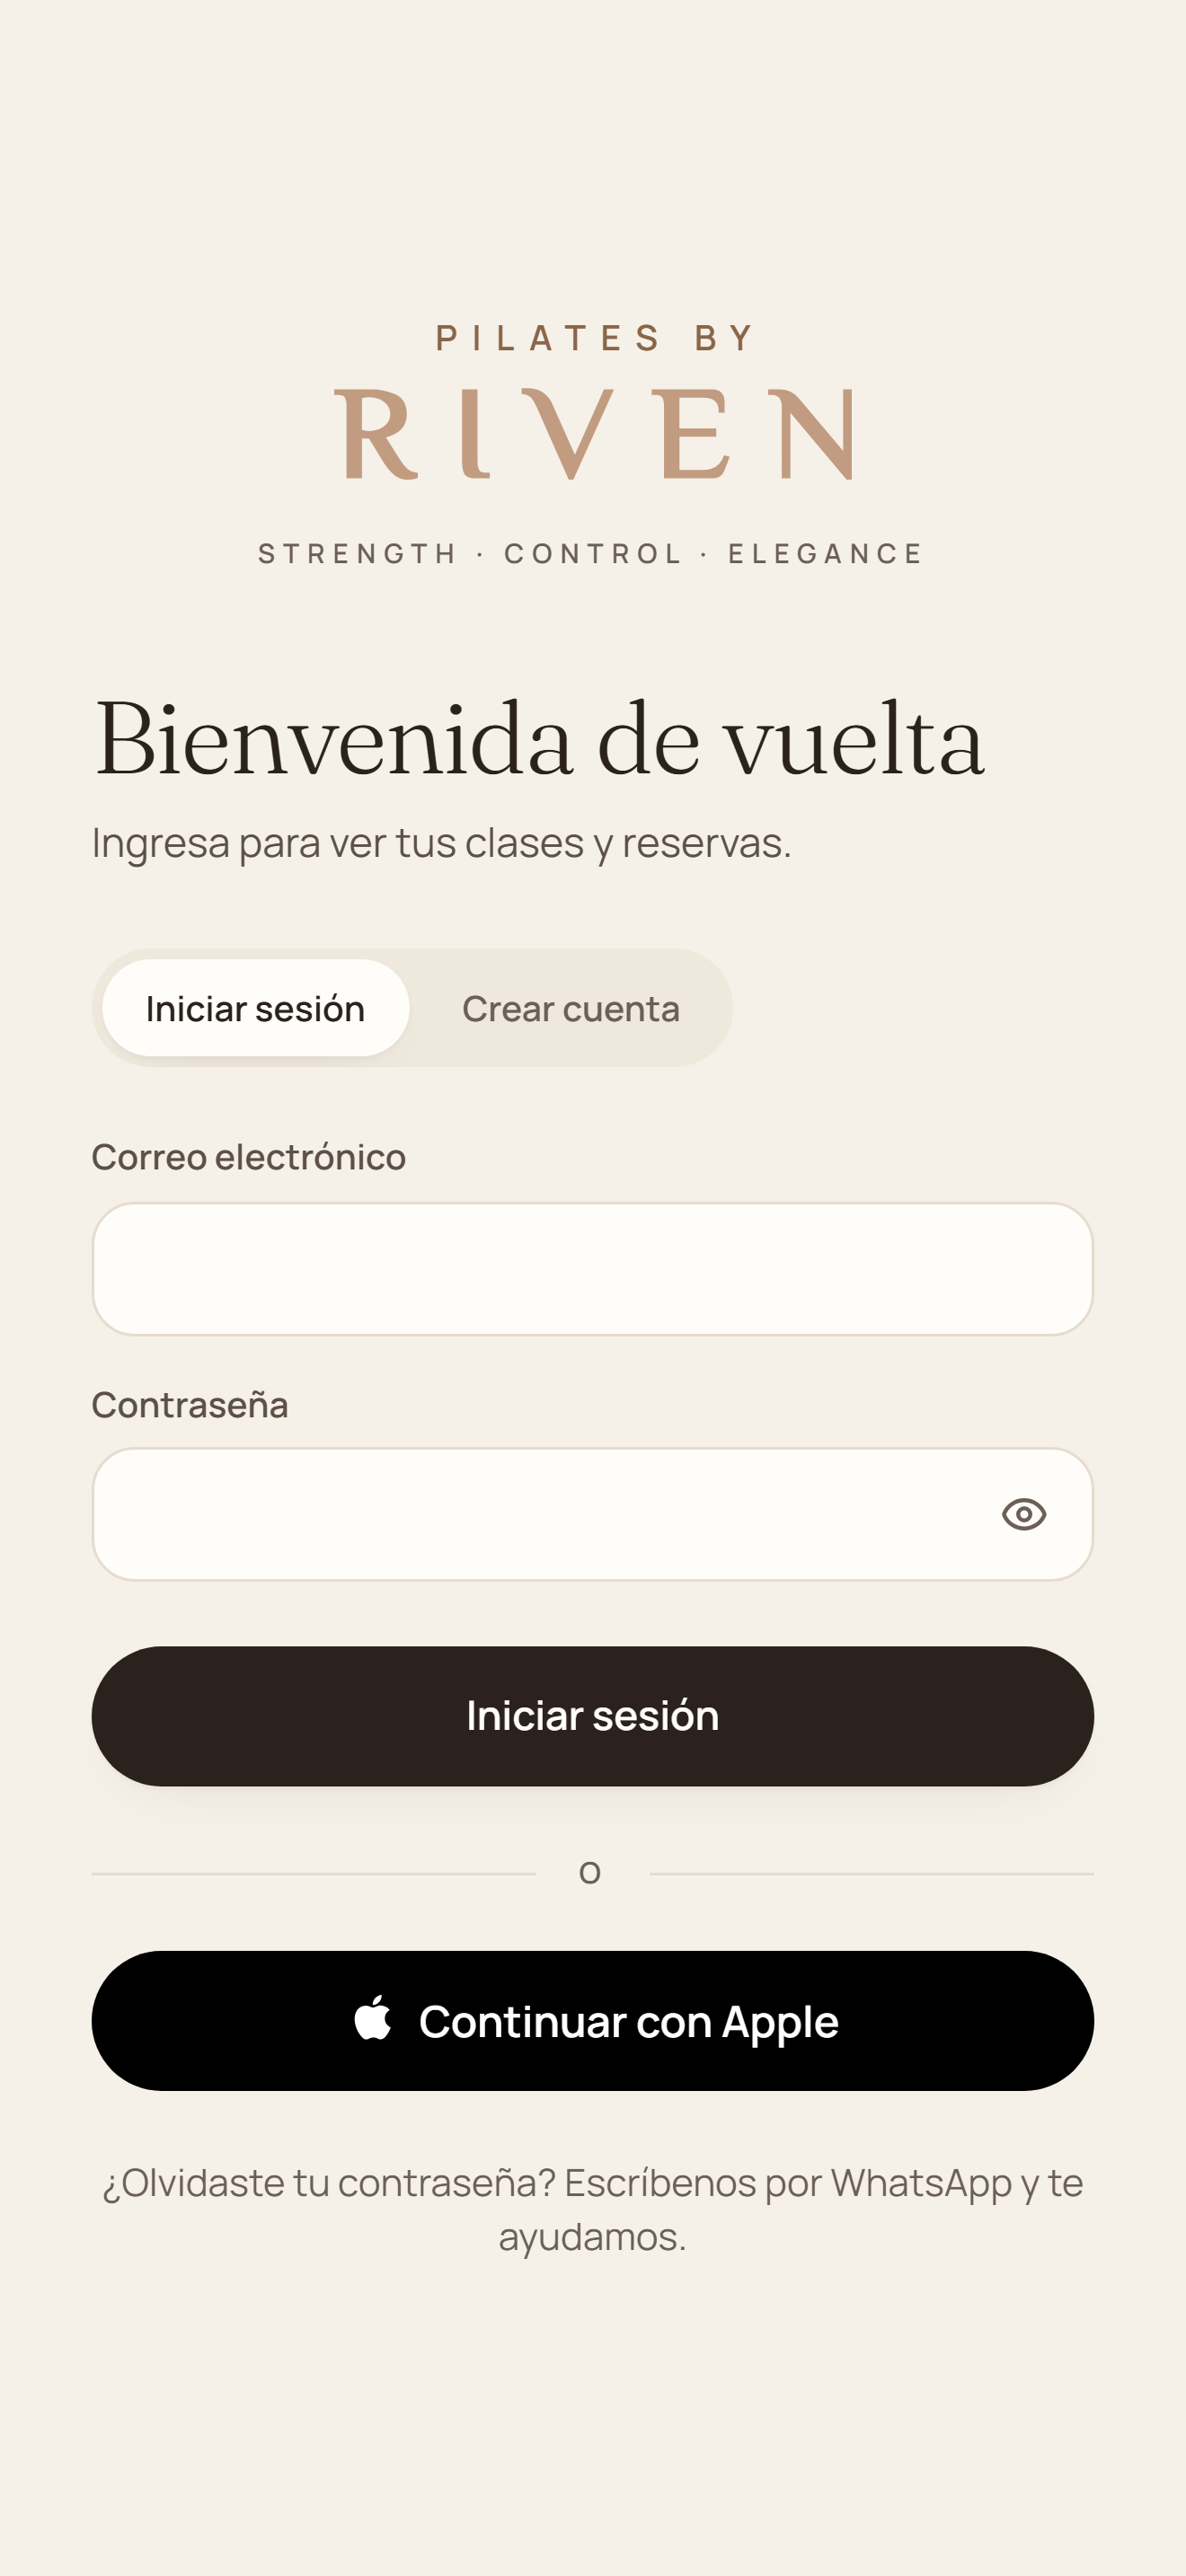 PILATES BY
RIVEN
STRENGTH · CONTROL · ELEGANCE
Bienvenida de vuelta
Ingresa para ver tus clases y reservas.
Iniciar sesión Crear cuenta
Correo electrónico
Contraseña
Iniciar sesión
o
Continuar con Apple
¿Olvidaste tu contraseña? Escríbenos por WhatsApp y te
ayudamos.